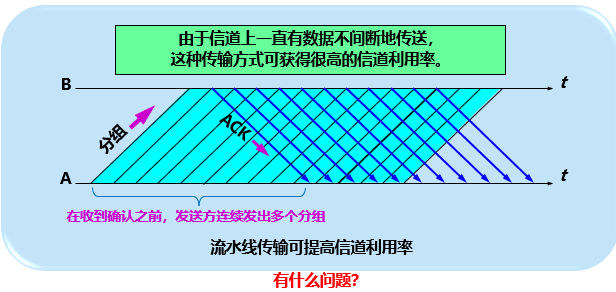 由于信道上一直有数据不间断地传送，
这种传输方式可获得很高的信道利用率。
B
t
分组
ACK
A
t
在收到确认之前，发送方连续发出多个分组
流水线传输可提高信道利用率
有什么问题?